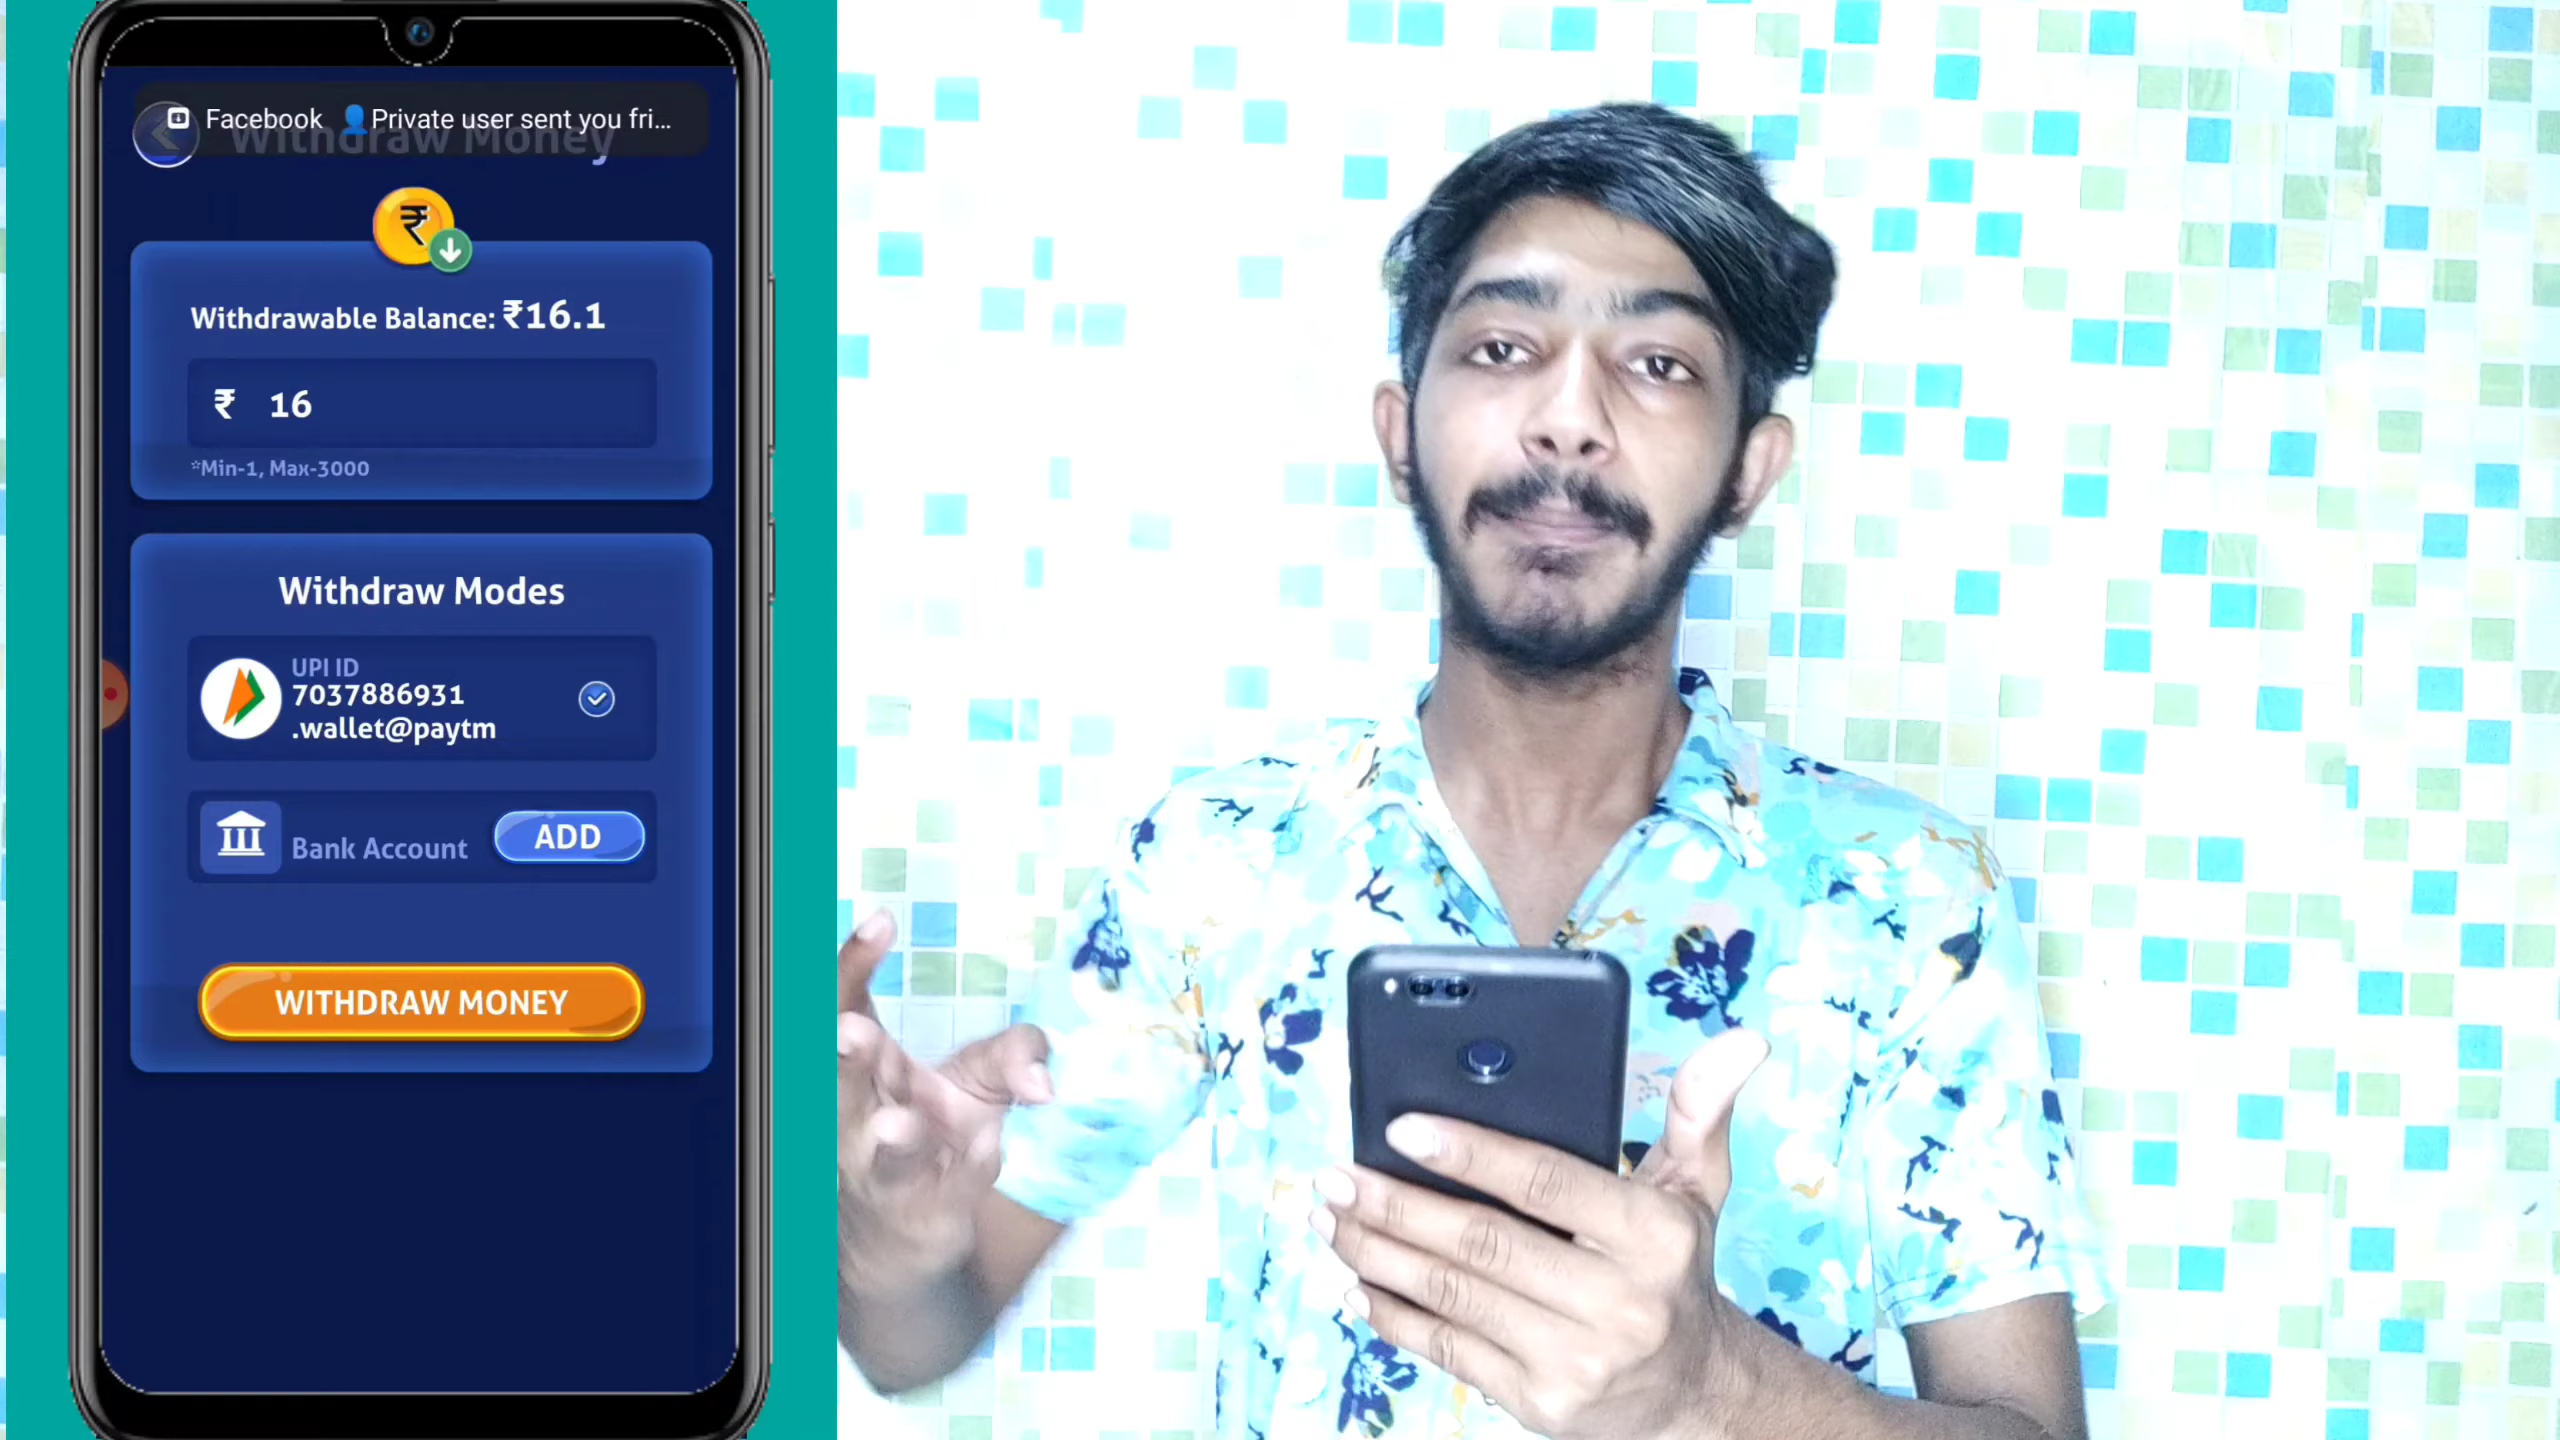 Facebook 👤Private user sent you fri...
Withdraw Money
Withdrawable Balance: ₹16.1
₹ 16
*Min-1, Max-3000
Withdraw Modes
UPI ID
7037886931
.wallet@paytm
Bank Account ADD
WITHDRAW MONEY